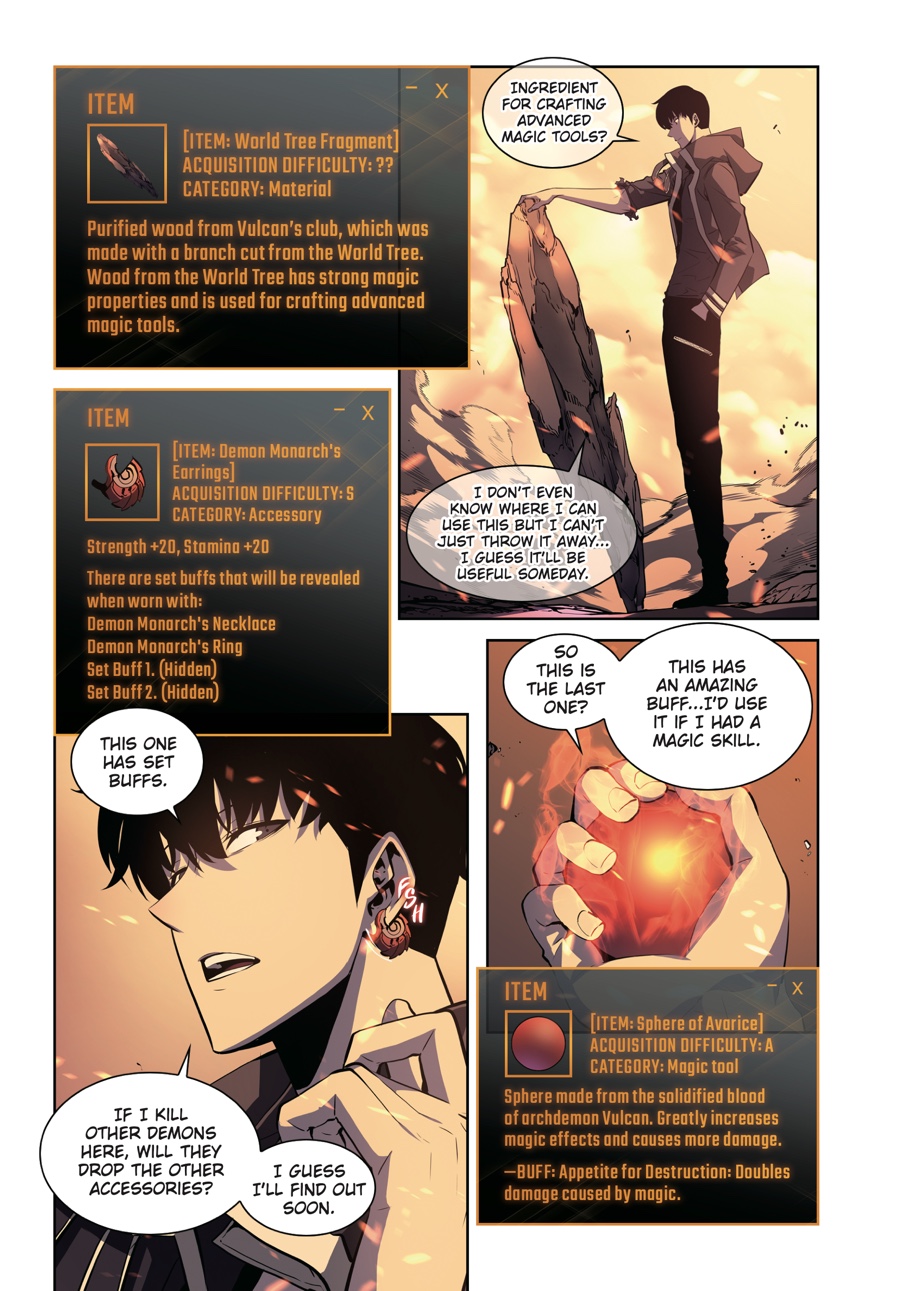 ITEM
– x
[ITEM: World Tree Fragment]
ACQUISITION DIFFICULTY: ??
CATEGORY: Material
Purified wood from Vulcan's club, which was
made with a branch cut from the World Tree.
Wood from the World Tree has strong magic
properties and is used for crafting advanced
magic tools.
INGREDIENT
FOR CRAFTING
ADVANCED
MAGIC TOOLS?
I DON'T EVEN
KNOW WHERE I CAN
USE THIS BUT I CAN'T
JUST THROW IT AWAY...
I GUESS IT'LL BE
USEFUL SOMEDAY.
ITEM
– x
[ITEM: Demon Monarch's
Earrings]
ACQUISITION DIFFICULTY: S
CATEGORY: Accessory
Strength +20, Stamina +20
There are set buffs that will be revealed
when worn with:
Demon Monarch's Necklace
Demon Monarch's Ring
Set Buff 1. (Hidden)
Set Buff 2. (Hidden)
THIS ONE
HAS SET
BUFFS.
FSH
IF I KILL
OTHER DEMONS
HERE, WILL THEY
DROP THE OTHER
ACCESSORIES?
I GUESS
I'LL FIND OUT
SOON.
SO
THIS IS
THE LAST
ONE?
THIS HAS
AN AMAZING
BUFF...I'D USE
IT IF I HAD A
MAGIC SKILL.
ITEM
– x
[ITEM: Sphere of Avarice]
ACQUISITION DIFFICULTY: A
CATEGORY: Magic tool
Sphere made from the solidified blood
of archdemon Vulcan. Greatly increases
magic effects and causes more damage.
—BUFF: Appetite for Destruction: Doubles
damage caused by magic.